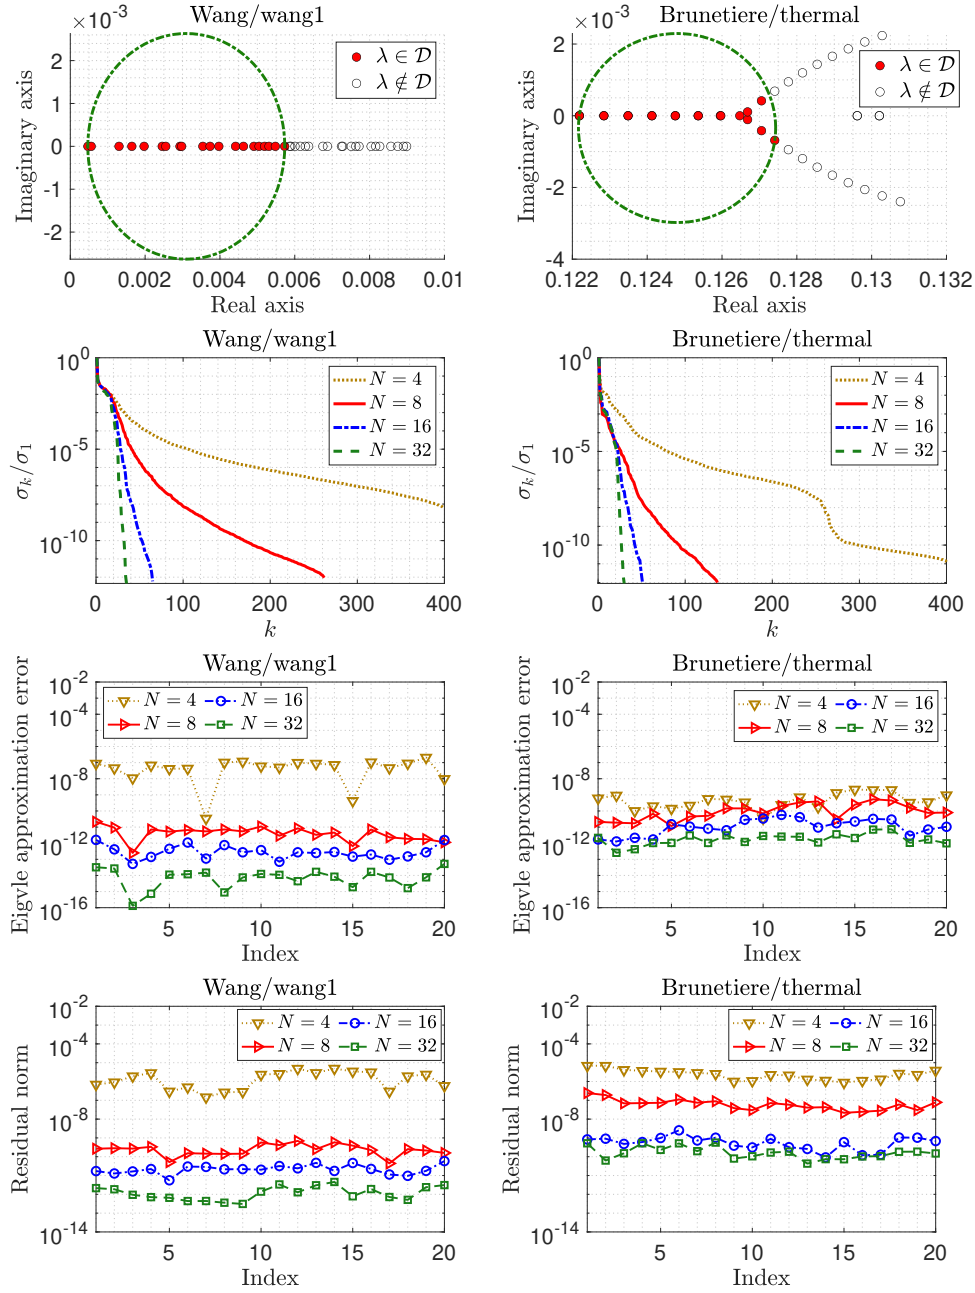 Wang/wang1
×10⁻³
2
0
-1
-2
Imaginary axis
λ ∈ 𝒟
λ ∉ 𝒟
0 0.002 0.004 0.006 0.008 0.01
Real axis
Brunetiere/thermal
×10⁻³
2
0
-2
-4
Imaginary axis
λ ∈ 𝒟
λ ∉ 𝒟
0.122 0.124 0.126 0.128 0.13 0.132
Real axis
Wang/wang1
10⁰
10⁻⁵
10⁻¹⁰
σₖ/σ₁
N = 4
N = 8
N = 16
N = 32
0 100 200 300 400
k
Brunetiere/thermal
10⁰
10⁻⁵
10⁻¹⁰
σₖ/σ₁
N = 4
N = 8
N = 16
N = 32
0 100 200 300 400
k
Wang/wang1
10⁻²
10⁻⁴
10⁻⁸
10⁻¹²
10⁻¹⁶
Eigvle approximation error
N = 4 N = 16
N = 8 N = 32
5 10 15 20
Index
Brunetiere/thermal
10⁻²
10⁻⁴
10⁻⁸
10⁻¹²
10⁻¹⁶
Eigvle approximation error
N = 4 N = 16
N = 8 N = 32
5 10 15 20
Index
Wang/wang1
10⁻²
10⁻⁴
10⁻⁸
10⁻¹⁴
Residual norm
N = 4 N = 16
N = 8 N = 32
5 10 15 20
Index
Brunetiere/thermal
10⁻²
10⁻⁴
10⁻⁸
10⁻¹⁴
Residual norm
N = 4 N = 16
N = 8 N = 32
5 10 15 20
Index